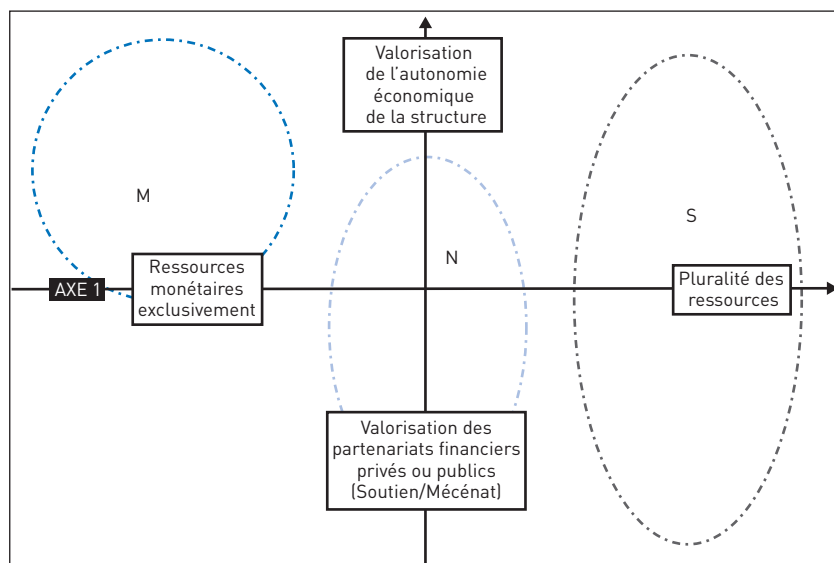 Valorisation
de l'autonomie
économique
de la structure
M
S
N
AXE 1
Ressources
monétaires
exclusivement
Pluralité des
ressources
Valorisation des
partenariats financiers
privés ou publics
(Soutien/Mécénat)